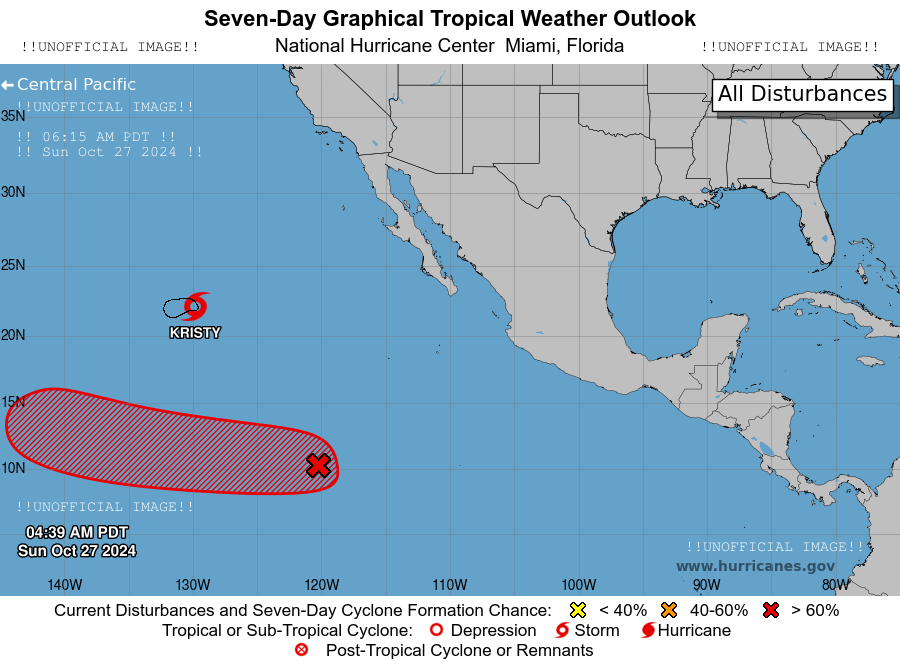 Seven-Day Graphical Tropical Weather Outlook
!!UNOFFICIAL IMAGE!! National Hurricane Center Miami, Florida !!UNOFFICIAL IMAGE!!
Central Pacific
All Disturbances
!!UNOFFICIAL IMAGE!!
35N
!! 06:15 AM PDT !!
!! Sun Oct 27 2024 !!
30N
25N
KRISTY
20N
15N
10N
!!UNOFFICIAL IMAGE!!
04:39 AM PDT
Sun Oct 27 2024
!!UNOFFICIAL IMAGE!!
www.hurricanes.gov
140W 130W 120W 110W 100W 90W 80W
Current Disturbances and Seven-Day Cyclone Formation Chance: < 40% 40-60% > 60%
Tropical or Sub-Tropical Cyclone: Depression Storm Hurricane
Post-Tropical Cyclone or Remnants